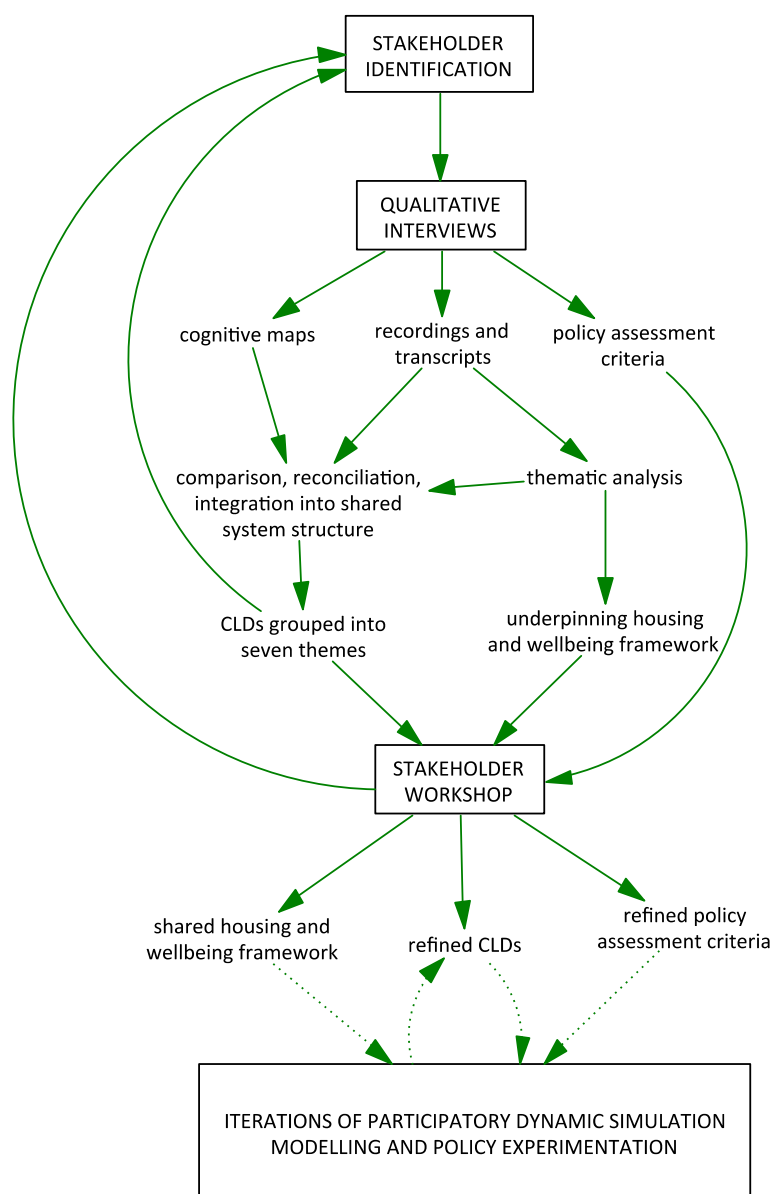 STAKEHOLDER
IDENTIFICATION
QUALITATIVE
INTERVIEWS
cognitive maps
recordings and
transcripts
policy assessment
criteria
comparison, reconciliation,
integration into shared
system structure
thematic analysis
CLDs grouped into
seven themes
underpinning housing
and wellbeing framework
STAKEHOLDER
WORKSHOP
shared housing and
wellbeing framework
refined CLDs
refined policy
assessment criteria
ITERATIONS OF PARTICIPATORY DYNAMIC SIMULATION
MODELLING AND POLICY EXPERIMENTATION